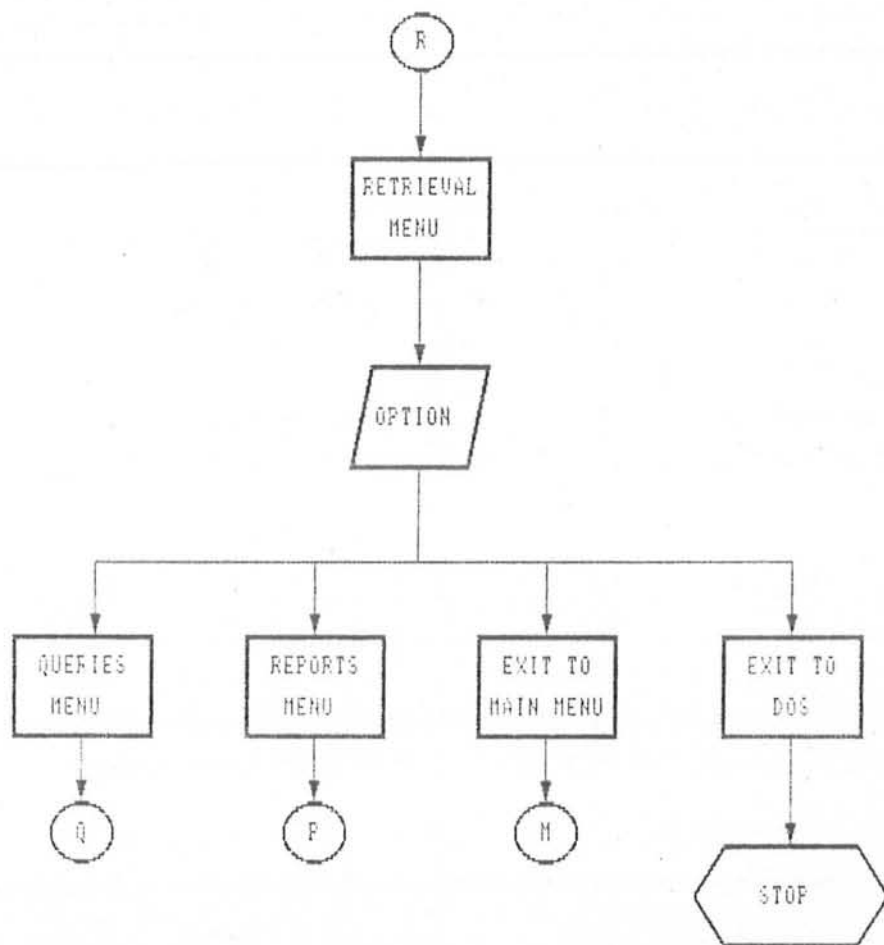 R
RETRIEVAL
MENU
OPTION
QUERIES
MENU
REPORTS
MENU
EXIT TO
MAIN MENU
EXIT TO
DOS
Q
P
M
STOP